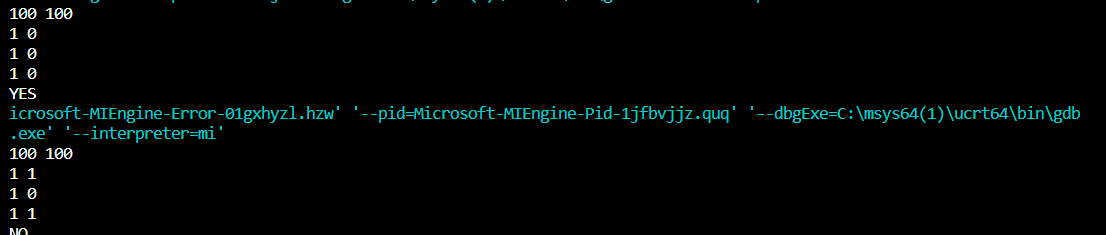 100 100
1 0
1 0
1 0
YES
icrosoft-MIEngine-Error-01gxhyzl.hzw' '--pid=Microsoft-MIEngine-Pid-1jfbvjjz.quq' '--dbgExe=C:\msys64(1)\ucrt64\bin\gdb
.exe' '--interpreter=mi'
100 100
1 1
1 0
1 1
NO